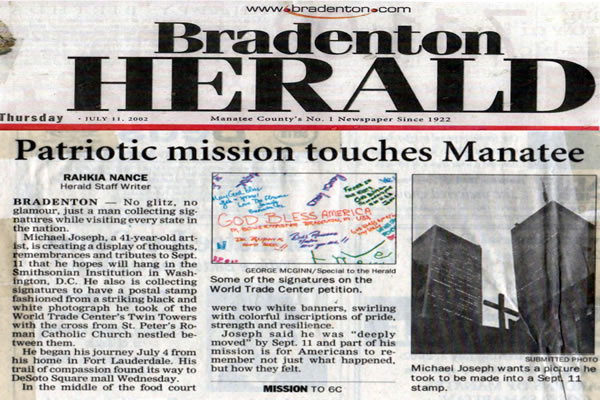 www.bradenton.com
Bradenton
HERALD
Thursday • JULY 11, 2002 Manatee County's No. 1 Newspaper Since 1922
Patriotic mission touches Manatee
RAHKIA NANCE
Herald Staff Writer
BRADENTON — No glitz, no
glamour, just a man collecting sig-
natures while visiting every state in
the nation.
Michael Joseph, a 41-year-old art-
ist, is creating a display of thoughts,
remembrances and tributes to Sept.
11 that he hopes will hang in the
Smithsonian Institution in Wash-
ington, D.C. He also is collecting
signatures to have a postal stamp
fashioned from a striking black and
white photograph he took of the
World Trade Center's Twin Towers
with the cross from St. Peter's Ro-
man Catholic Church nestled be-
tween them.
He began his journey July 4 from
his home in Fort Lauderdale. His
trail of compassion found its way to
DeSoto Square mall Wednesday.
In the middle of the food court
GOD BLESS AMERICA
GEORGE MCGINN/Special to the Herald
Some of the signatures on the
World Trade Center petition.
were two white banners, swirling
with colorful inscriptions of pride,
strength and resilience.
Joseph said he was "deeply
moved" by Sept. 11 and part of his
mission is for Americans to re-
member not just what happened,
but how they felt.
MISSION TO 6C
SUBMITTED PHOTO
Michael Joseph wants a picture he
took to be made into a Sept. 11
stamp.